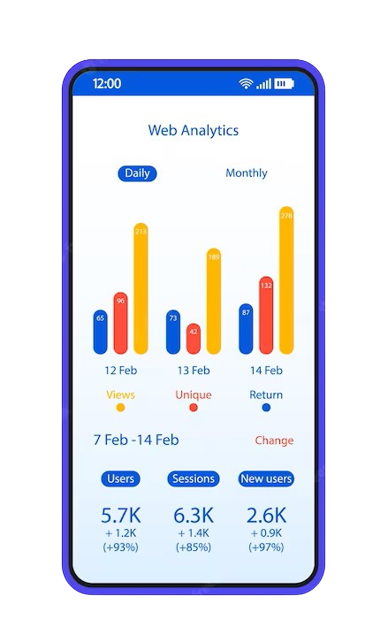 12:00
Web Analytics
Daily Monthly
65 96 213 73 42 189 87 132 278
12 Feb 13 Feb 14 Feb
Views Unique Return
7 Feb -14 Feb Change
Users Sessions New users
5.7K 6.3K 2.6K
+ 1.2K + 1.4K + 0.9K
(+93%) (+85%) (+97%)